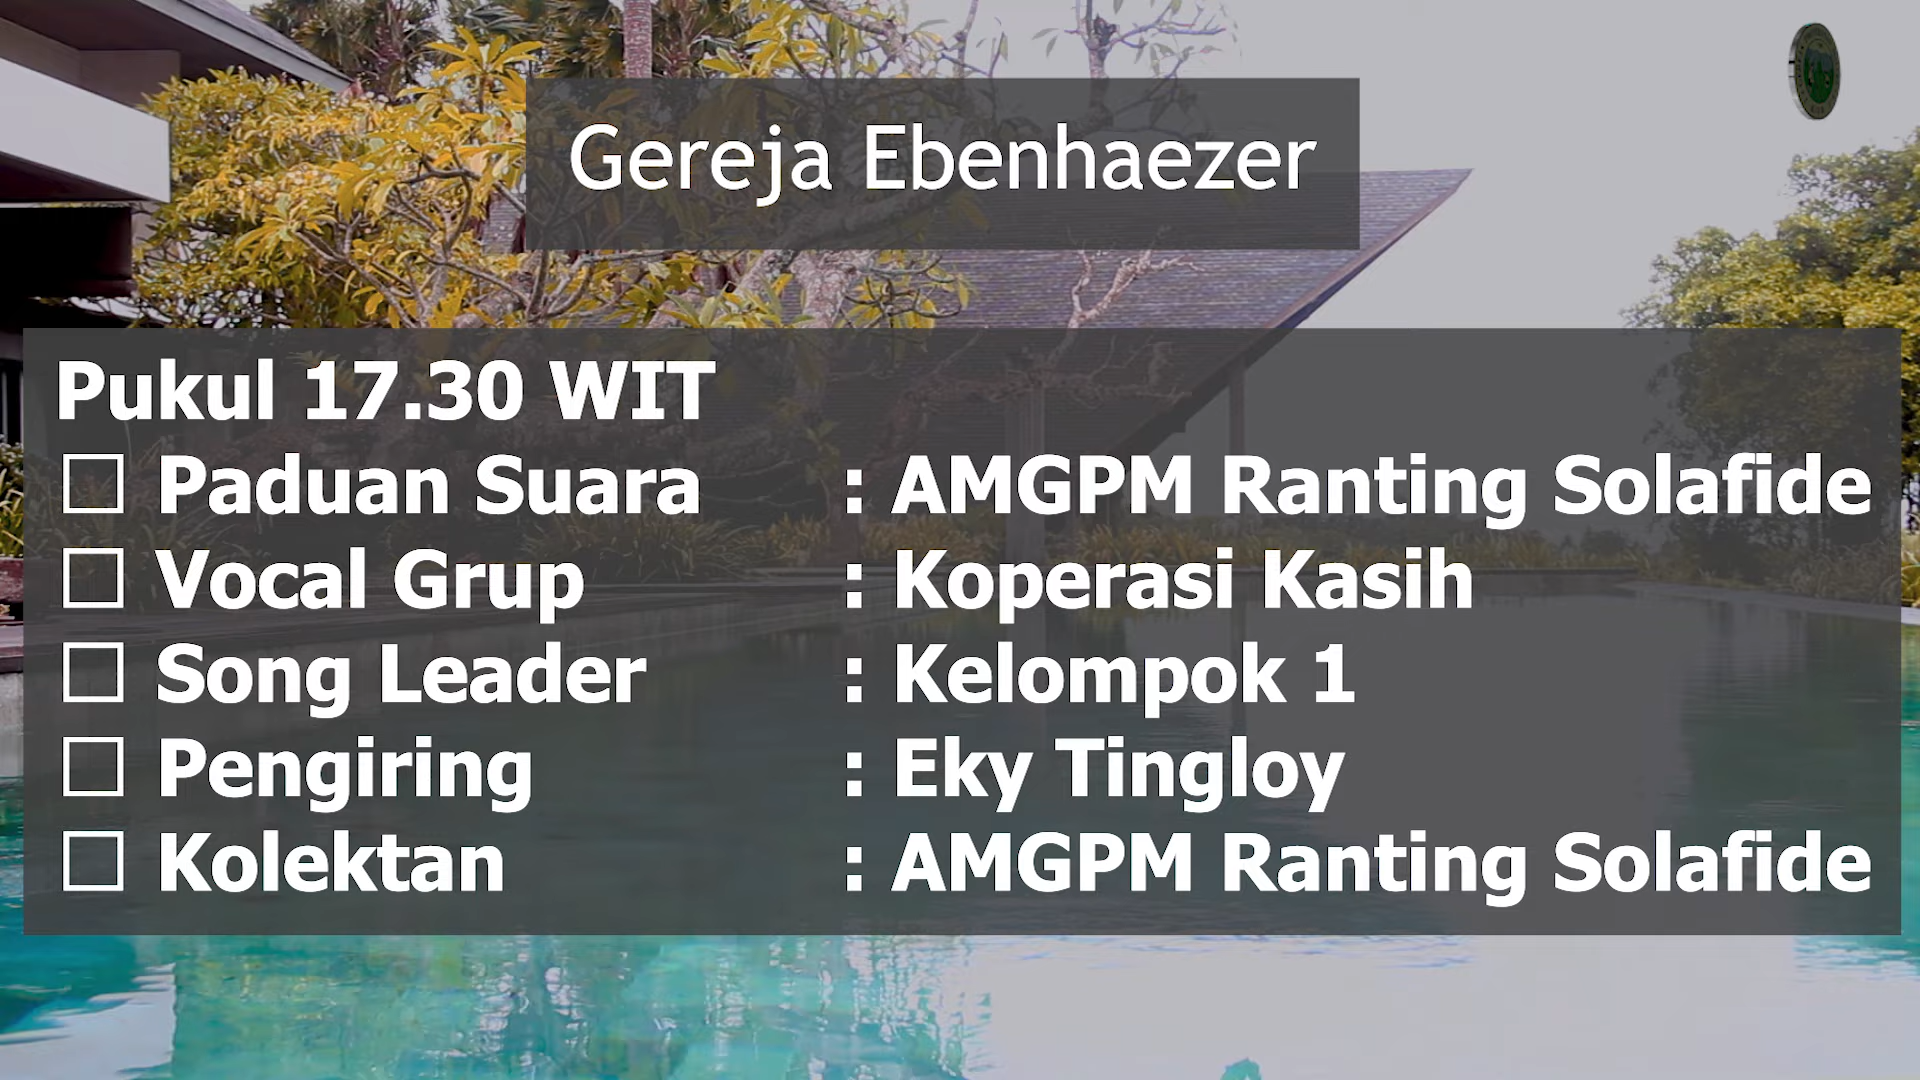 Gereja Ebenhaezer
Pukul 17.30 WIT
☐ Paduan Suara : AMGPM Ranting Solafide
☐ Vocal Grup : Koperasi Kasih
☐ Song Leader : Kelompok 1
☐ Pengiring : Eky Tingloy
☐ Kolektan : AMGPM Ranting Solafide